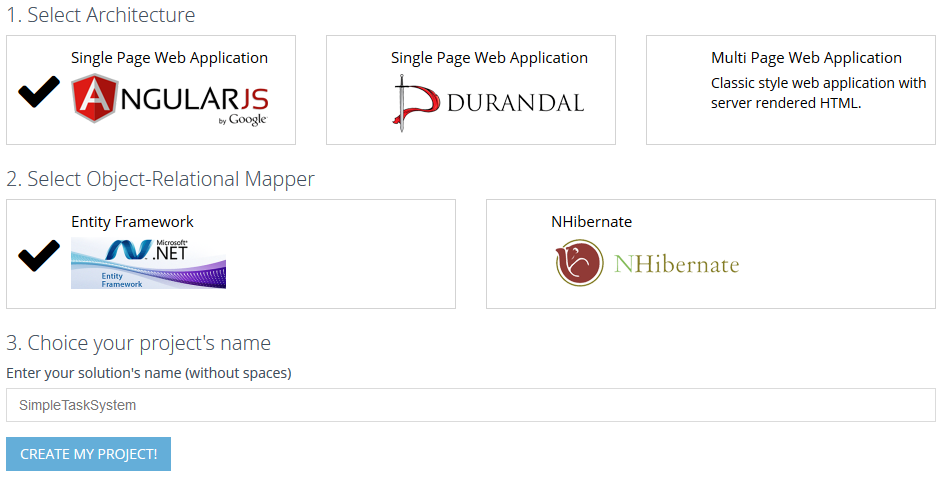 1. Select Architecture
Single Page Web Application
ANGULARJS
by Google
Single Page Web Application
DURANDAL
Multi Page Web Application
Classic style web application with
server rendered HTML.
2. Select Object-Relational Mapper
Entity Framework
Microsoft®
.NET
Entity
Framework
NHibernate
NHibernate
3. Choice your project's name
Enter your solution's name (without spaces)
SimpleTaskSystem
CREATE MY PROJECT!